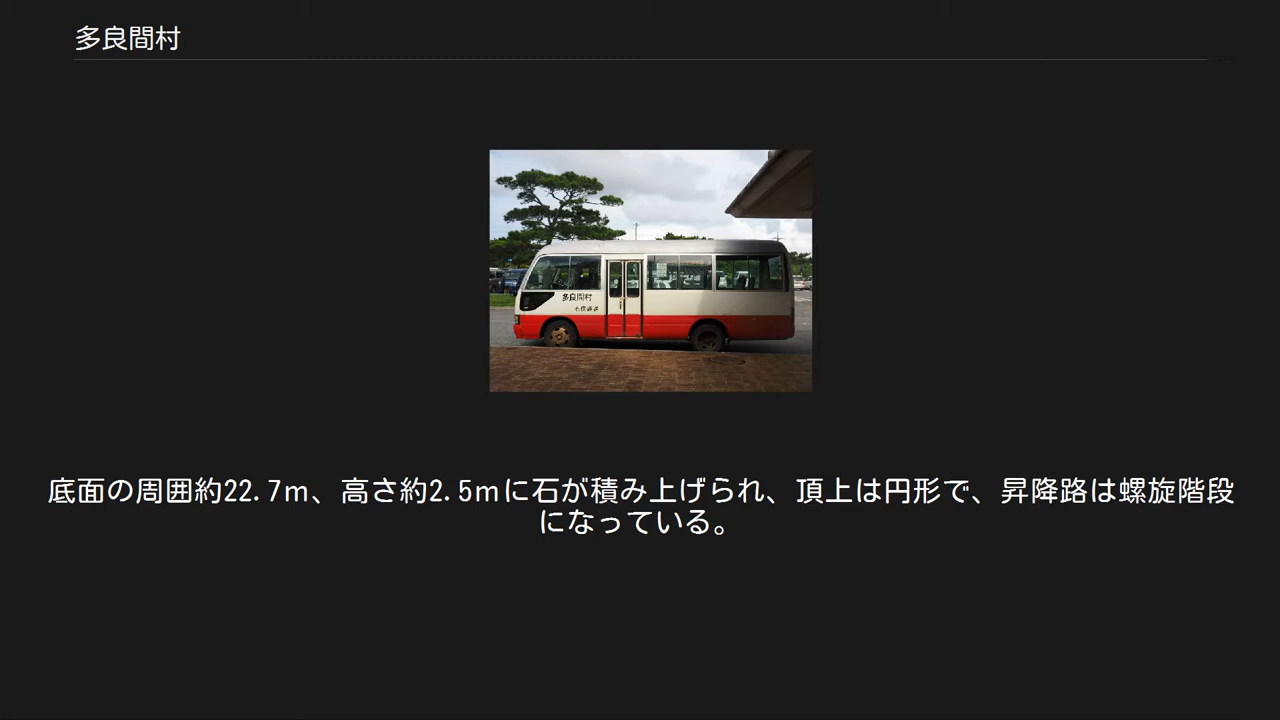 多良間村
多良間村
底面の周囲約22.7m、高さ約2.5mに石が積み上げられ、頂上は円形で、昇降路は螺旋階段
になっている。